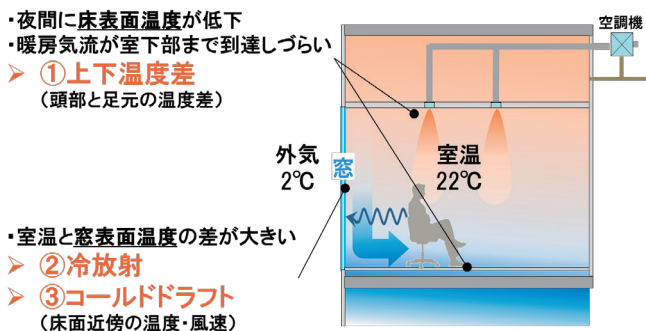 ・夜間に床表面温度が低下
・暖房気流が室下部まで到達しづらい
➢ ①上下温度差
（頭部と足元の温度差）
空調機
外気
2℃
窓
室温
22℃
・室温と窓表面温度の差が大きい
➢ ②冷放射
➢ ③コールドドラフト
（床面近傍の温度・風速）